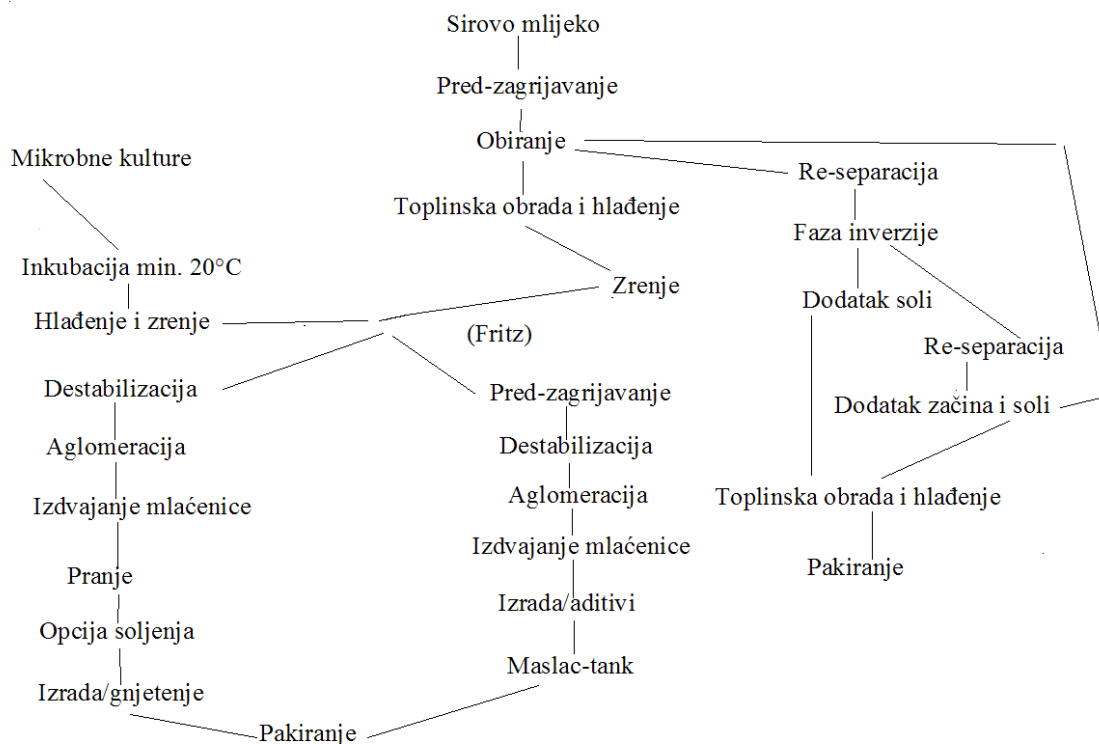 Sirovo mlijeko
Pred-zagrijavanje
Obiranje
Mikrobne kulture
Re-separacija
Toplinska obrada i hlađenje
Faza inverzije
Inkubacija min. 20°C
Zrenje
Dodatak soli
Hlađenje i zrenje
(Fritz)
Re-separacija
Destabilizacija
Pred-zagrijavanje
Dodatak začina i soli
Aglomeracija
Destabilizacija
Aglomeracija
Toplinska obrada i hlađenje
Izdvajanje mlaćenice
Izdvajanje mlaćenice
Pakiranje
Pranje
Izrada/aditivi
Opcija soljenja
Maslac-tank
Izrada/gnjetenje
Pakiranje